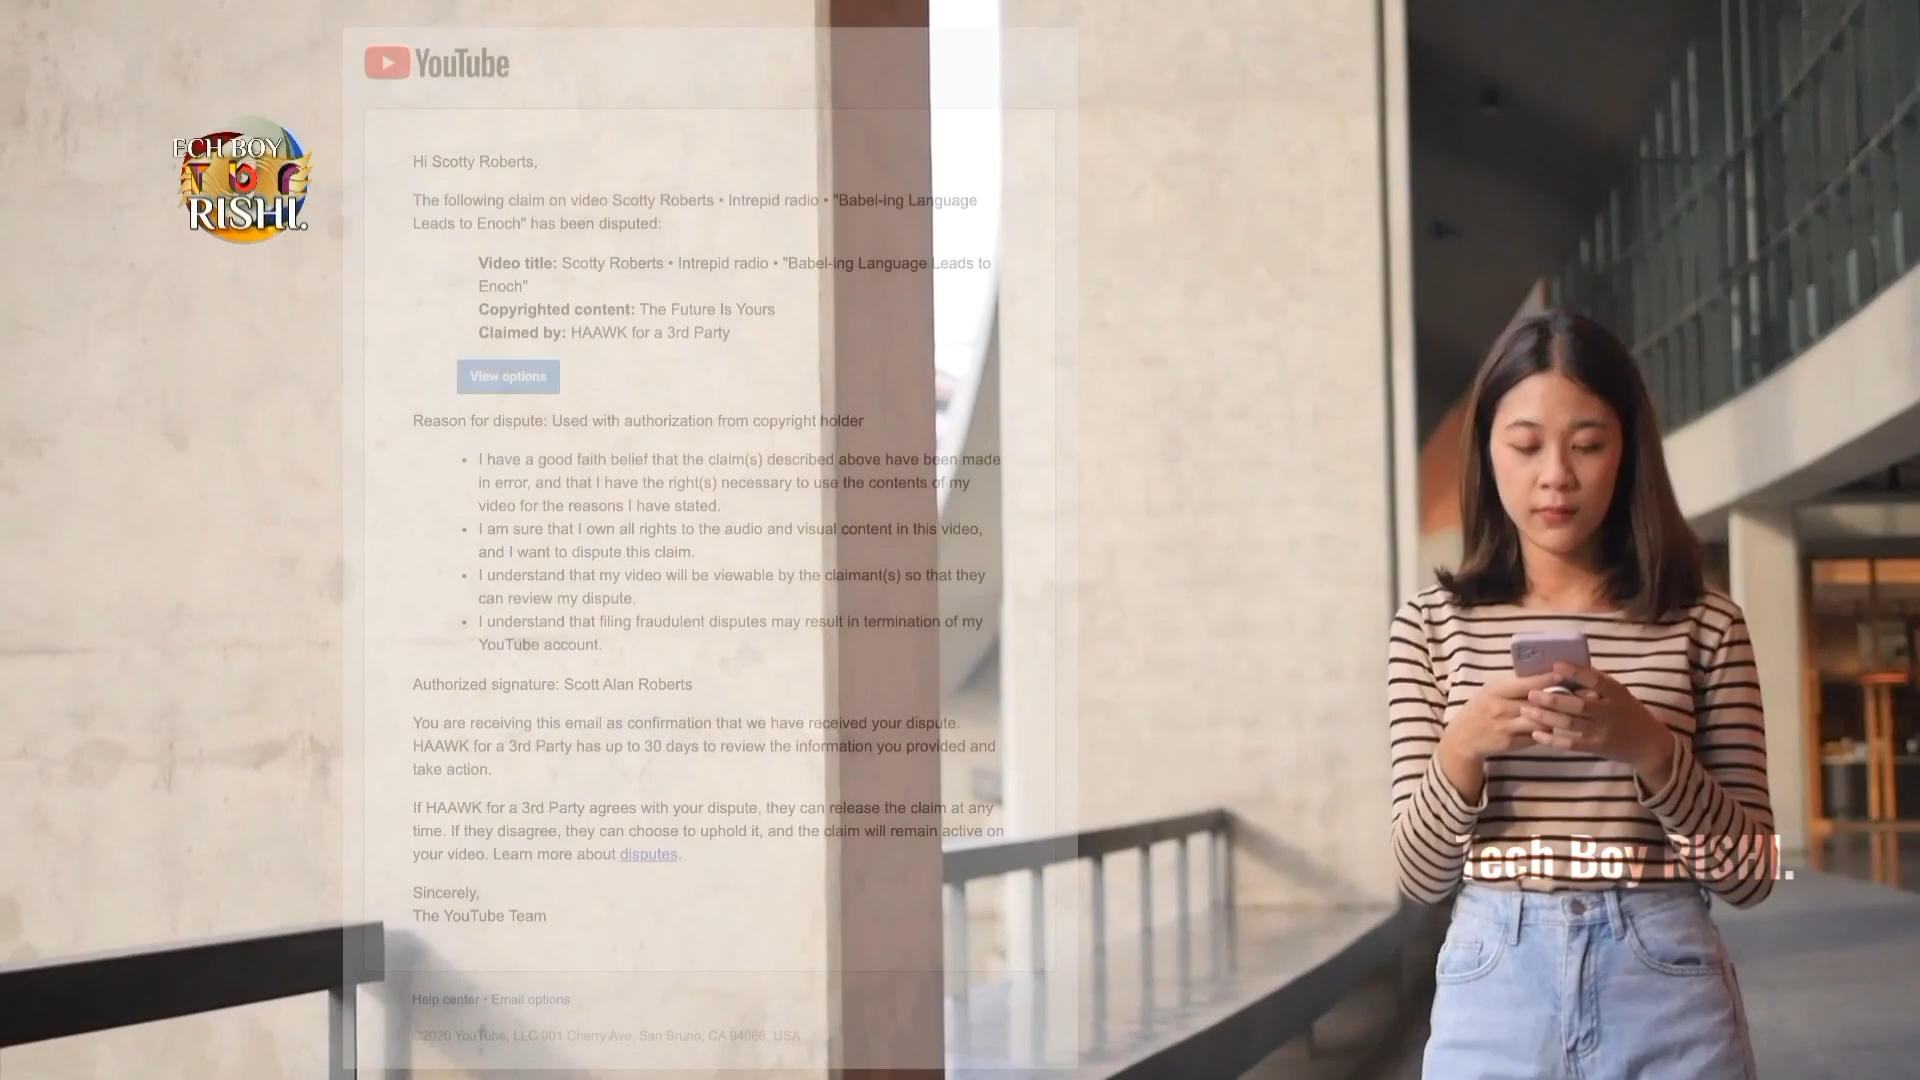 YouTube
ECH BOY
Tbr
RISHI.
Hi Scotty Roberts,
The following claim on video Scotty Roberts • Intrepid radio • "Babel-ing Language
Leads to Enoch" has been disputed:
Video title: Scotty Roberts • Intrepid radio • "Babel-ing Language Leads to
Enoch"
Copyrighted content: The Future Is Yours
Claimed by: HAAWK for a 3rd Party
View options
Reason for dispute: Used with authorization from copyright holder
• I have a good faith belief that the claim(s) described above have been made
in error, and that I have the right(s) necessary to use the contents of my
video for the reasons I have stated.
• I am sure that I own all rights to the audio and visual content in this video,
and I want to dispute this claim.
• I understand that my video will be viewable by the claimant(s) so that they
can review my dispute.
• I understand that filing fraudulent disputes may result in termination of my
YouTube account.
Authorized signature: Scott Alan Roberts
You are receiving this email as confirmation that we have received your dispute.
HAAWK for a 3rd Party has up to 30 days to review the information you provided and
take action.
If HAAWK for a 3rd Party agrees with your dispute, they can release the claim at any
time. If they disagree, they can choose to uphold it, and the claim will remain active on
your video. Learn more about disputes.
Tech Boy RISHI.
Sincerely,
The YouTube Team
Help center • Email options
©2020 YouTube, LLC 901 Cherry Ave, San Bruno, CA 94066, USA